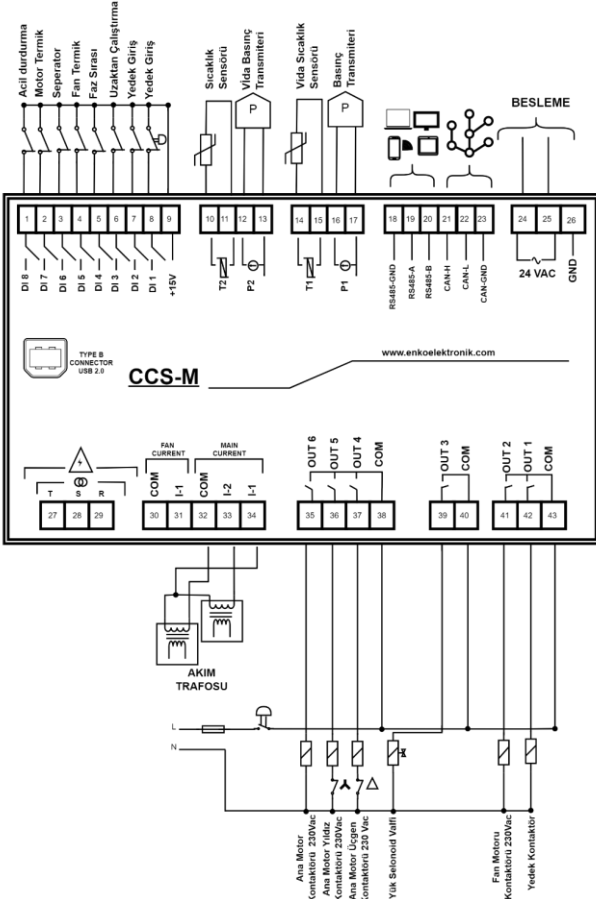 Acil durdurma
Motor Termik
Seperator
Fan Termik
Faz Sırası
Uzaktan Çalıştırma
Yedek Giriş
Yedek Giriş
Sıcaklık
Sensörü
Vida Basınç
Transmiteri
P
Vida Sıcaklık
Sensörü
Basınç
Transmiteri
P
BESLEME
1 2 3 4 5 6 7 8 9
10 11 12 13
14 15 16 17
18 19 20 21 22 23
24 25 26
DI 8
DI 7
DI 6
DI 5
DI 4
DI 3
DI 2
DI 1
+15V
T2
P2
T1
P1
RS485-GND
RS485-A
RS485-B
CAN-H
CAN-L
CAN-GND
24 VAC
GND
TYPE B
CONNECTOR
USB 2.0
CCS-M
www.enkoelektronik.com
T S R
FAN
CURRENT
MAIN
CURRENT
COM
I-1
COM
I-2
I-1
OUT 6
OUT 5
OUT 4
COM
OUT 3
COM
OUT 2
OUT 1
COM
27 28 29
30 31 32 33 34
35 36 37 38
39 40
41 42 43
AKIM
TRAFOSU
L
N
Ana Motor
Kontaktörü 230Vac
Ana Motor Yıldız
Kontaktörü 230Vac
Ana Motor Üçgen
Kontaktörü 230 Vac
Yük Selonoid Valfi
Fan Motoru
Kontaktörü 230Vac
Yedek Kontaktör